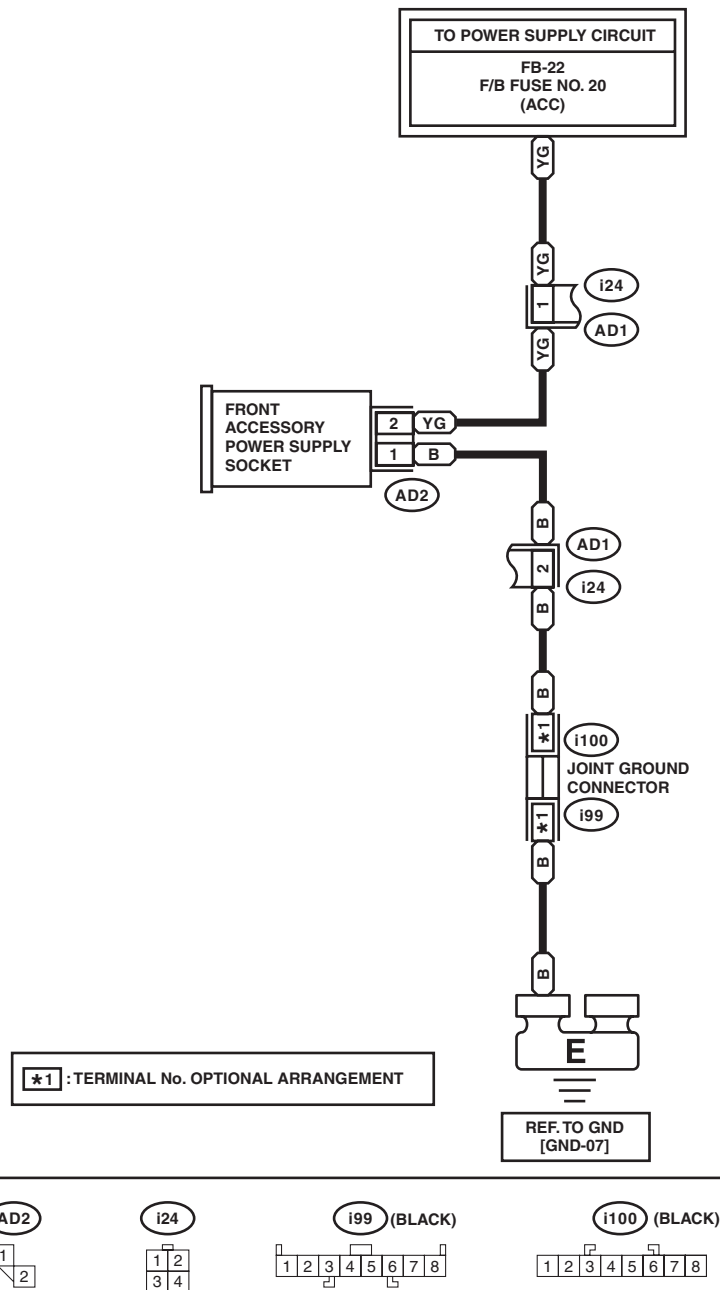 TO POWER SUPPLY CIRCUIT
FB-22
F/B FUSE NO. 20
(ACC)
YG
YG
1
i24
AD1
YG
FRONT
ACCESSORY
POWER SUPPLY
SOCKET
2 YG
1 B
AD2
B
AD1
2
i24
B
B
*1
i100
JOINT GROUND
CONNECTOR
*1
i99
B
B
E
*1 : TERMINAL No. OPTIONAL ARRANGEMENT
REF. TO GND
[GND-07]
AD2
i24
i99 (BLACK)
i100 (BLACK)
1
2
1 2
3 4
1 2 3 4 5 6 7 8
1 2 3 4 5 6 7 8